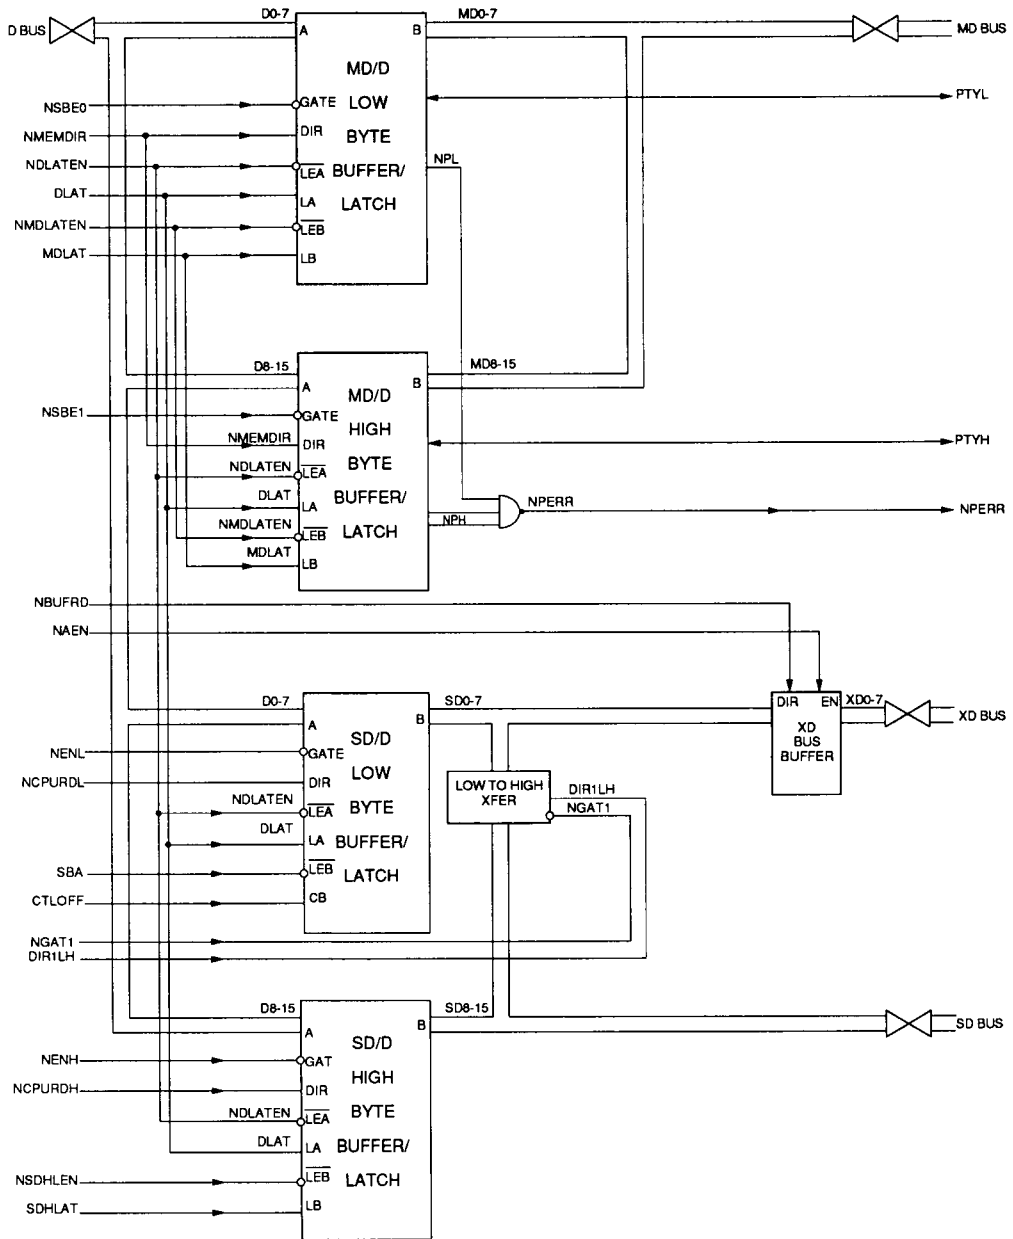 D BUS
D0-7
MD0-7
MD BUS
A
B
MD/D
LOW
BYTE
BUFFER/
LATCH
NSBE0
GATE
PTYL
NMEMDIR
DIR
NDLATEN
LEA
NPL
DLAT
LA
NMDLATEN
LEB
MDLAT
LB
D8-15
MD8-15
A
B
MD/D
HIGH
BYTE
BUFFER/
LATCH
NSBE1
GATE
NMEMDIR
DIR
PTYH
NDLATEN
LEA
DLAT
LA
NPERR
NPERR
NMDLATEN
LEB
NPH
MDLAT
LB
NBUFRD
NAEN
D0-7
SD0-7
DIR
EN
XD0-7
A
B
XD
BUS
BUFFER
XD BUS
SD/D
LOW
BYTE
BUFFER/
LATCH
NENL
GATE
NCPURDL
DIR
LOW TO HIGH
XFER
DIR1LH
NGAT1
NDLATEN
LEA
DLAT
LA
SBA
LEB
CTLOFF
CB
NGAT1
DIR1LH
D8-15
SD8-15
A
B
SD BUS
SD/D
HIGH
BYTE
BUFFER/
LATCH
NENH
GAT
NCPURDH
DIR
NDLATEN
LEA
DLAT
LA
NSDHLEN
LEB
SDHLAT
LB